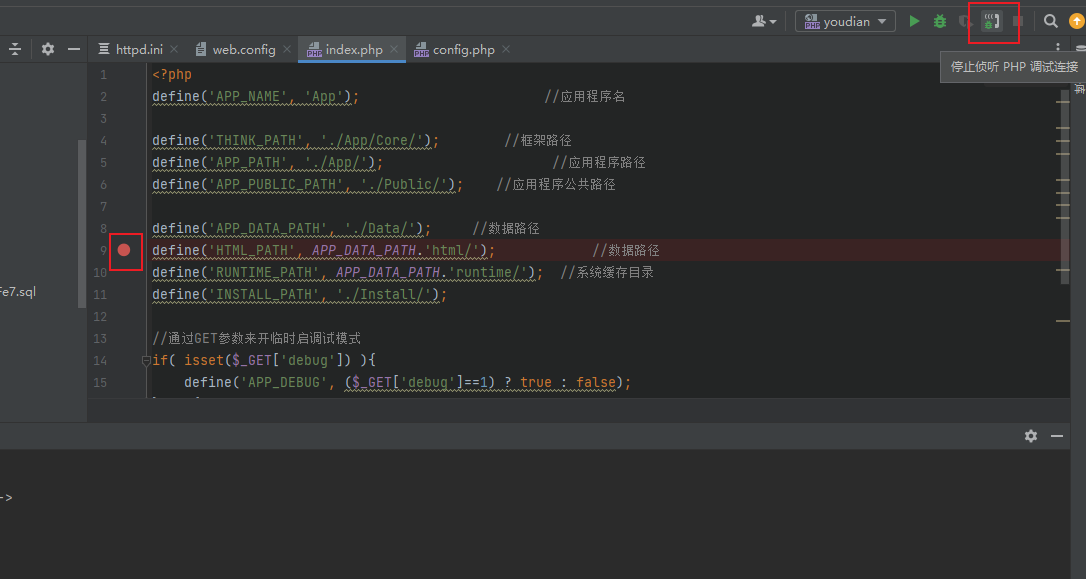 youdian
httpd.ini
web.config
index.php
config.php
停止侦听 PHP 调试连接
1 <?php
2 define('APP_NAME', 'App'); //应用程序名
3
4 define('THINK_PATH', './App/Core/'); //框架路径
5 define('APP_PATH', './App/'); //应用程序路径
6 define('APP_PUBLIC_PATH', './Public/'); //应用程序公共路径
7
8 define('APP_DATA_PATH', './Data/'); //数据路径
9 define('HTML_PATH', APP_DATA_PATH.'html/'); //数据路径
10 define('RUNTIME_PATH', APP_DATA_PATH.'runtime/'); //系统缓存目录
11 define('INSTALL_PATH', './Install/');
12
13 //通过GET参数来开临时启调试模式
14 if( isset($_GET['debug']) ){
15 define('APP_DEBUG', ($_GET['debug']==1) ? true : false);
fe7.sql
->